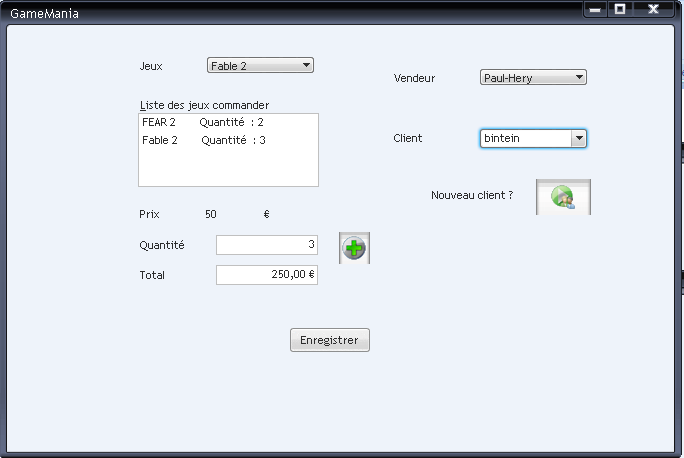 GameMania
Jeux Fable 2
Vendeur Paul-Hery
Liste des jeux commander
FEAR 2 Quantité : 2
Fable 2 Quantité : 3
Client bintein
Nouveau client ?
Prix 50 €
Quantité 3
Total 250,00 €
Enregistrer